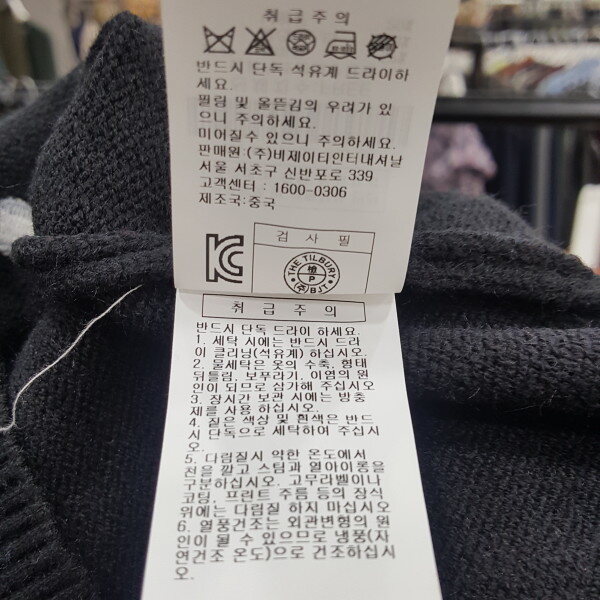 취급주의
반드시 단독 석유계 드라이하
세요.
필링 및 올뜯김의 우려가 있
으니 주의하세요.
미어질수 있으니 주의하세요.
판매원:(주)비제이티인터내셔날
서울 서초구 신반포로 339
고객센터 : 1600-0306
제조국:중국
검 사 필
THE TILBURY
P
(주)BJT
취 급 주 의
반드시 단독 드라이 하세요.
1. 세탁 시에는 반드시 드라
이 클리닝(석유계) 하십시오.
2. 물세탁은 옷의 수축, 형태
뒤틀림, 보푸라기, 이염의 원
인이 되므로 삼가해 주십시오
3. 장시간 보관 시에는 방충
제를 사용 하십시오.
4. 짙은 색상 및 흰색은 반드
시 단독으로 세탁하여 주십시
오.
5. 다림질시 약한 온도에서
천을 깔고 스팀과 열아이롱을
구분하십시오. 고무라벨이나
코팅, 프린트 주름 등의 장식
위에는 다림질 하지 마십시오
6. 열풍건조는 외관변형의 원
인이 될 수 있으므로 냉풍(자
연건조 온도)으로 건조하십시
오.